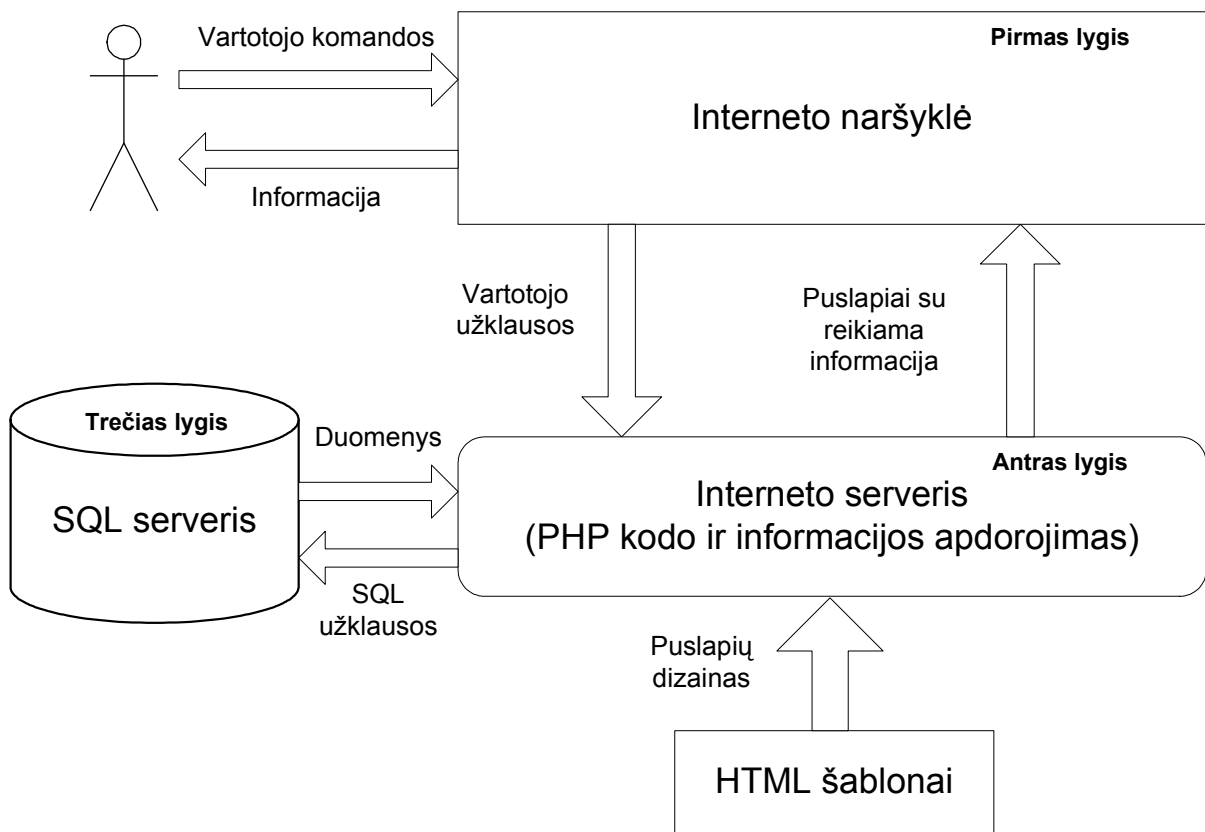 Vartotojo komandos
Pirmas lygis
Interneto naršyklė
Informacija
Vartotojo
užklausos
Puslapiai su
reikiama
informacija
Trečias lygis
SQL serveris
Duomenys
SQL
užklausos
Antras lygis
Interneto serveris
(PHP kodo ir informacijos apdorojimas)
Puslapių
dizainas
HTML šablonai